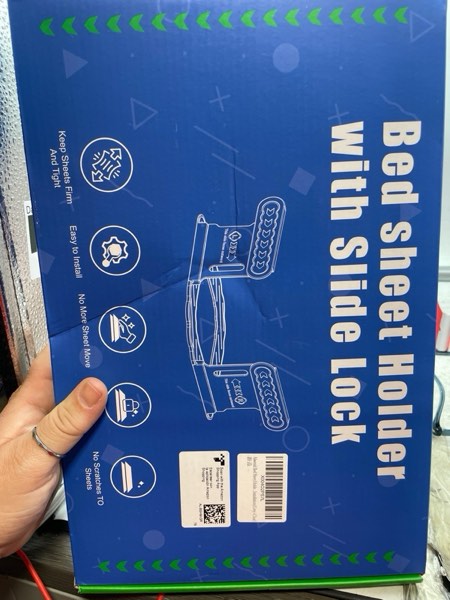 Bed Sheet Holder
With Slide Lock
Keep Sheets Firm
And Tight
Easy to Install
No More Sheet Move
No Scratches TO
Sheets